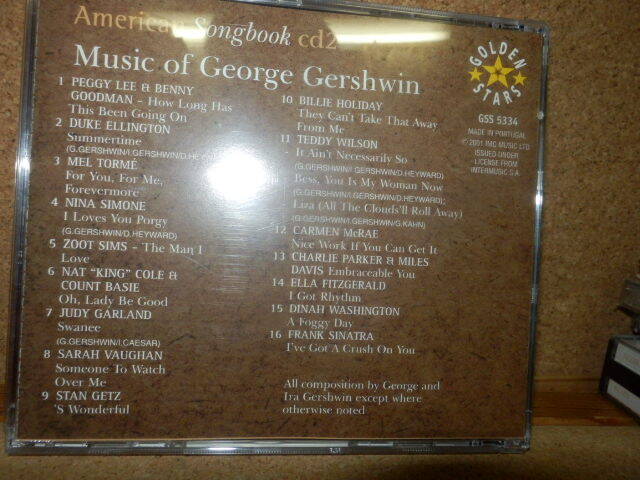 American Songbook cd2
Music of George Gershwin
1 PEGGY LEE & BENNY
GOODMAN - How Long Has
This Been Going On
2 DUKE ELLINGTON
Summertime
(G.GERSHWIN/I.GERSHWIN/D.HEYWARD)
3 MEL TORMÉ
For You, For Me,
Forevermore
4 NINA SIMONE
I Loves You Porgy
(G.GERSHWIN/D.HEYWARD)
5 ZOOT SIMS - The Man I
Love
6 NAT "KING" COLE &
COUNT BASIE
Oh, Lady Be Good
7 JUDY GARLAND
Swanee
(G.GERSHWIN/I.CAESAR)
8 SARAH VAUGHAN
Someone To Watch
Over Me
9 STAN GETZ
'S Wonderful
10 BILLIE HOLIDAY
They Can't Take That Away
From Me
11 TEDDY WILSON
It Ain't Necessarily So
(G.GERSHWIN/I.GERSHWIN/D.HEYWARD)
Bess, You Is My Woman Now
(G.GERSHWIN/I.GERSHWIN/D.HEYWARD);
Liza (All The Clouds'll Roll Away)
(G.GERSHWIN/I.GERSHWIN/G.KAHN)
12 CARMEN McRAE
Nice Work If You Can Get It
13 CHARLIE PARKER & MILES
DAVIS Embraceable You
14 ELLA FITZGERALD
I Got Rhythm
15 DINAH WASHINGTON
A Foggy Day
16 FRANK SINATRA
I've Got A Crush On You
All composition by George and
Ira Gershwin except where
otherwise noted
GOLDEN
STARS
GSS 5334
MADE IN PORTUGAL
© 2001 IMC MUSIC LTD
ISSUED UNDER
LICENSE FROM
INTERMUSIC S.A.